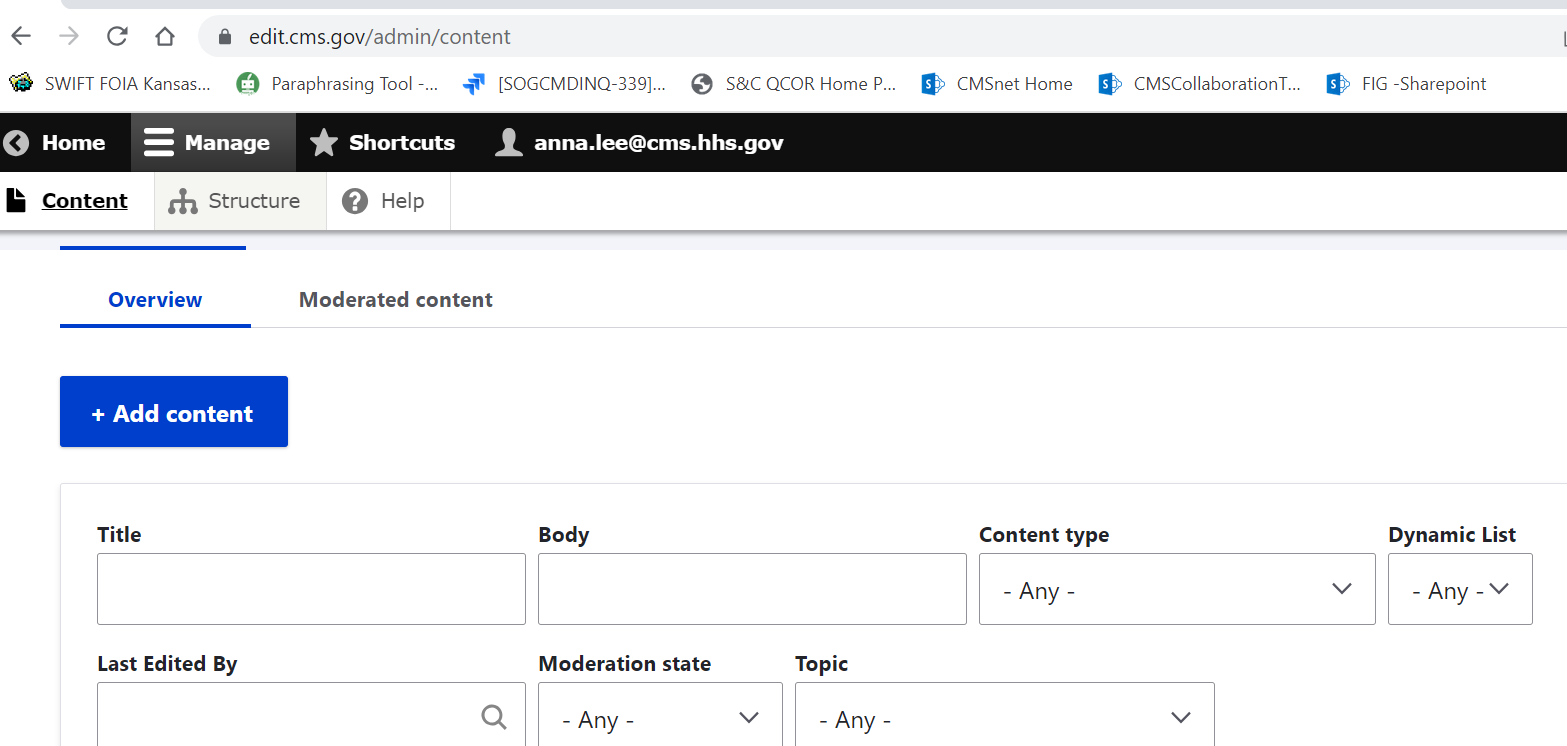 edit.cms.gov/admin/content
SWIFT FOIA Kansas... Paraphrasing Tool -... [SOGCMDINQ-339]... S&C QCOR Home P... CMSnet Home CMSCollaborationT... FIG -Sharepoint
Home Manage Shortcuts anna.lee@cms.hhs.gov
Content Structure Help
Overview Moderated content
+ Add content
Title Body Content type Dynamic List
- Any - - Any -
Last Edited By Moderation state Topic
- Any - - Any -